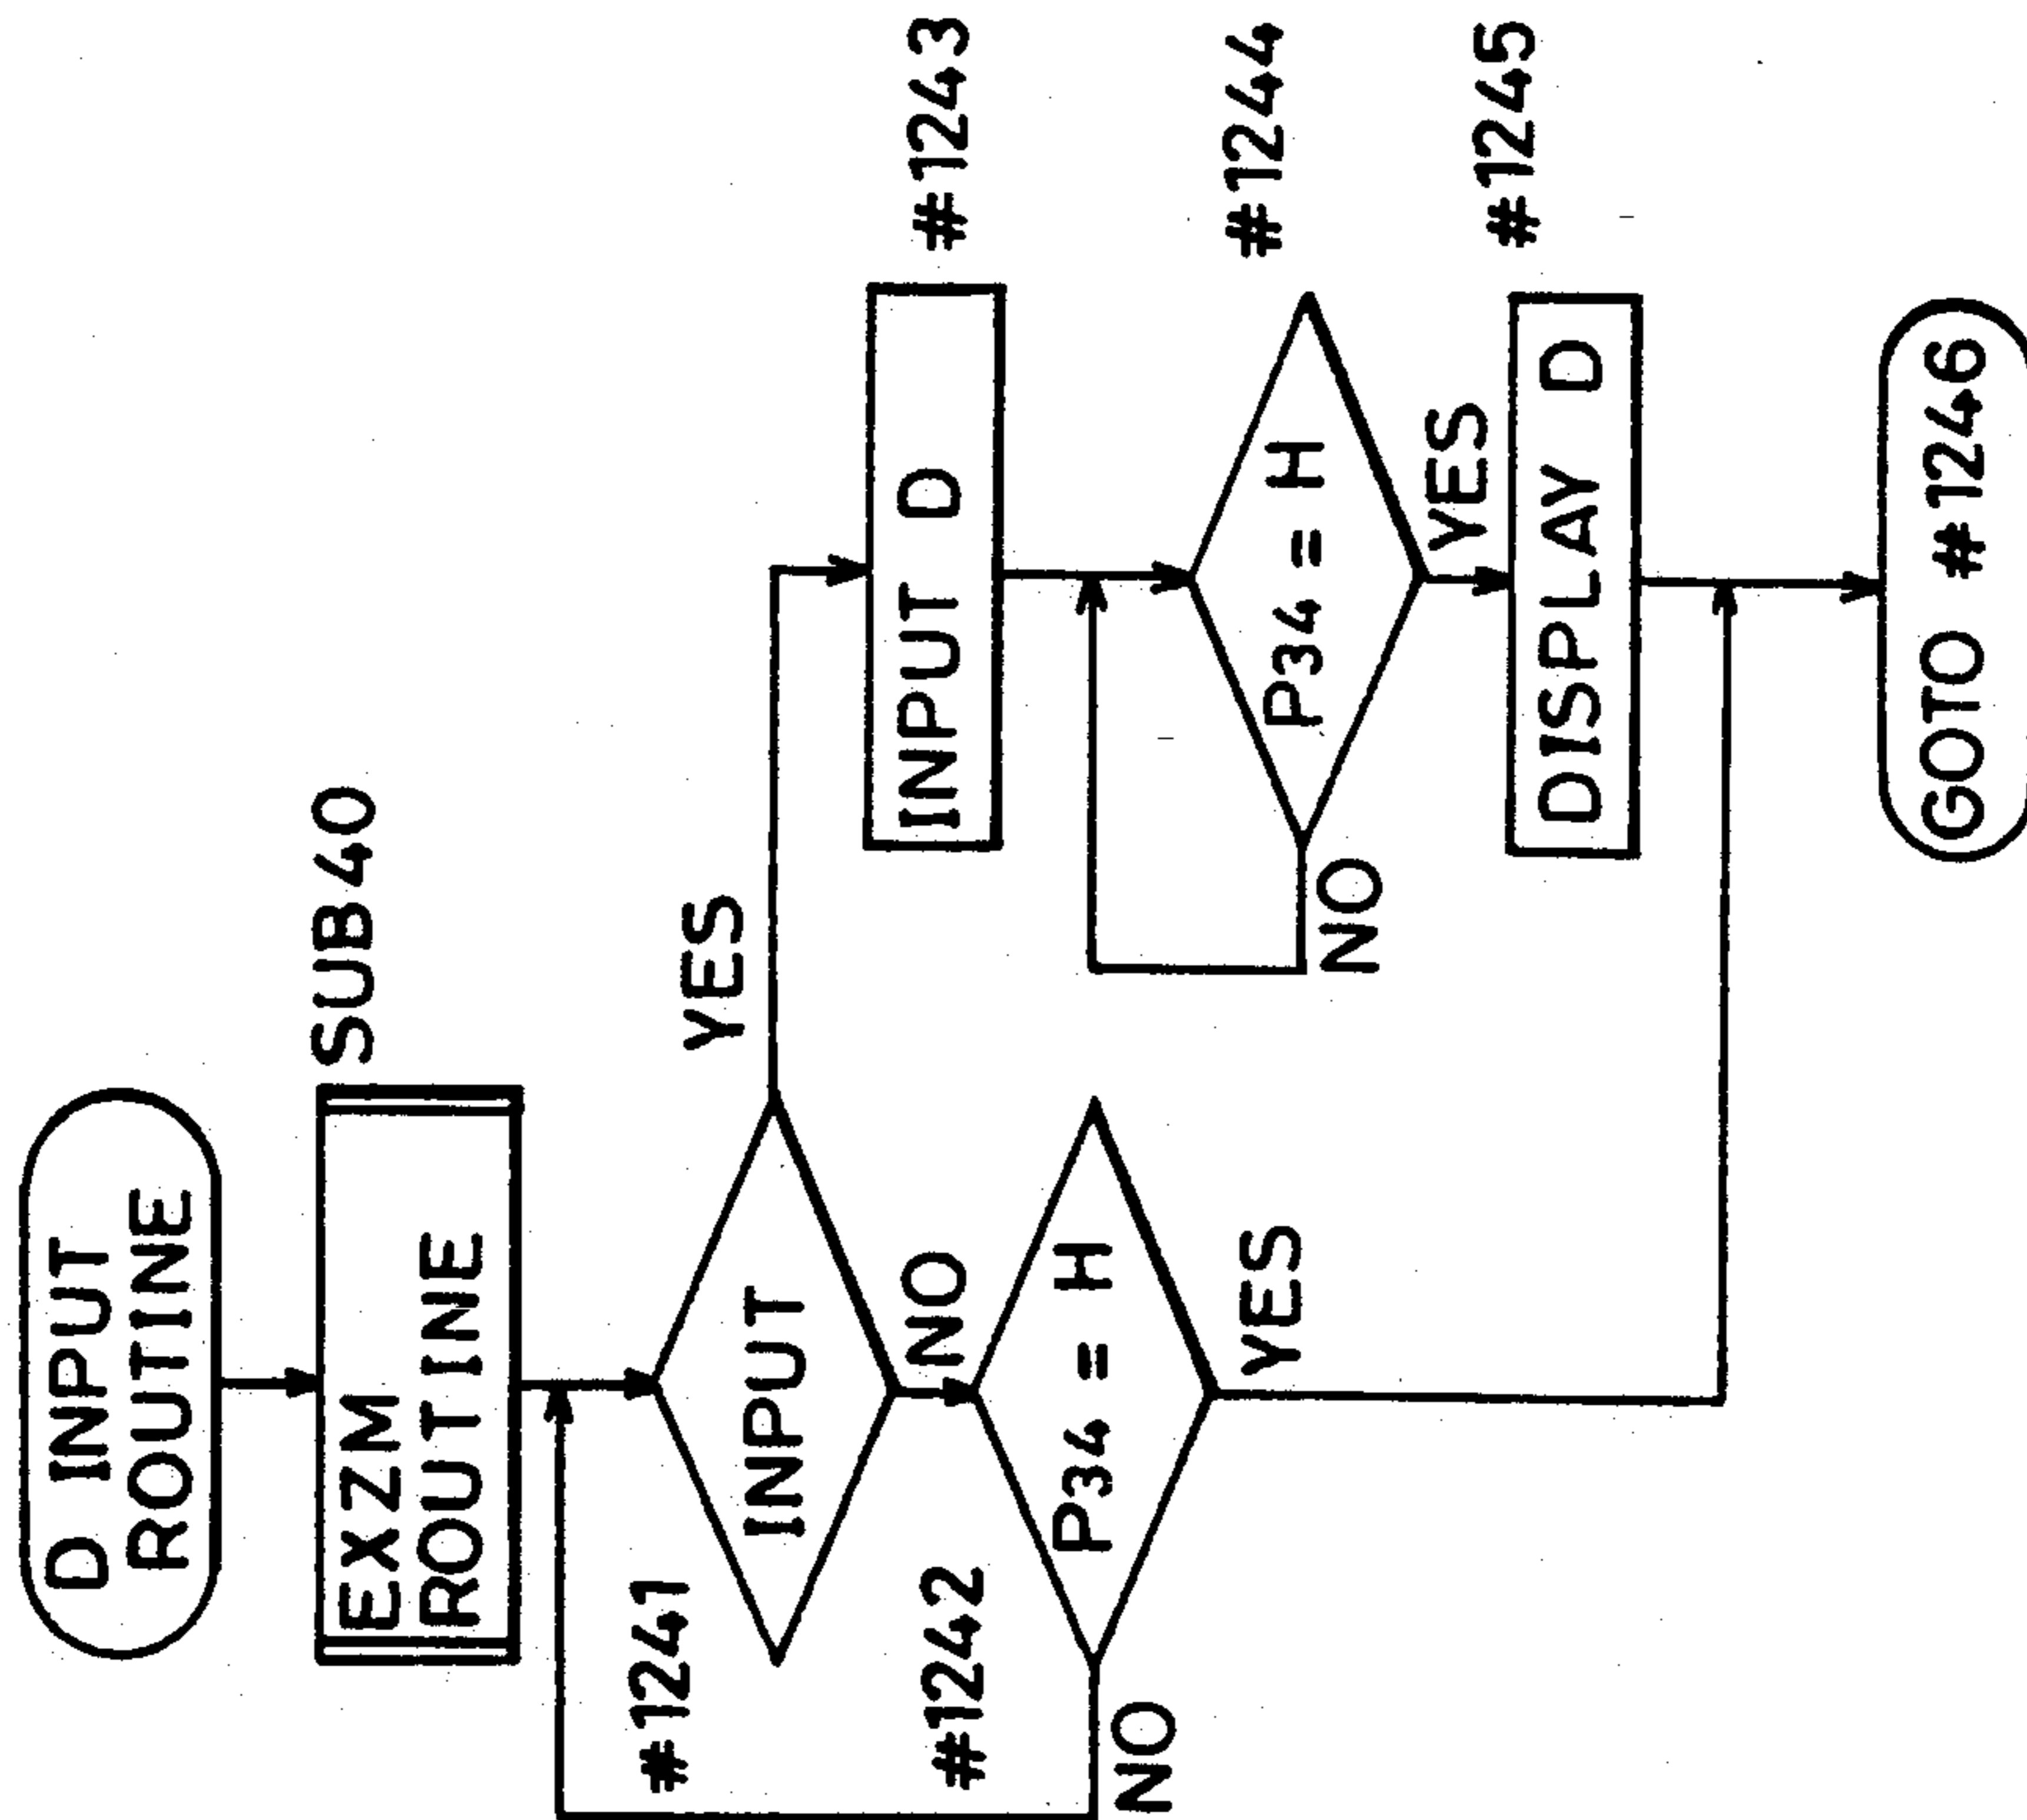 D INPUT
ROUTINE
SUB40
EXZM
ROUTINE
#1241
INPUT
YES
NO
#1242
P34 = H
NO
YES
INPUT D
#1243
P34 = H
#1244
NO
YES
DISPLAY D
#1245
GOTO #1246